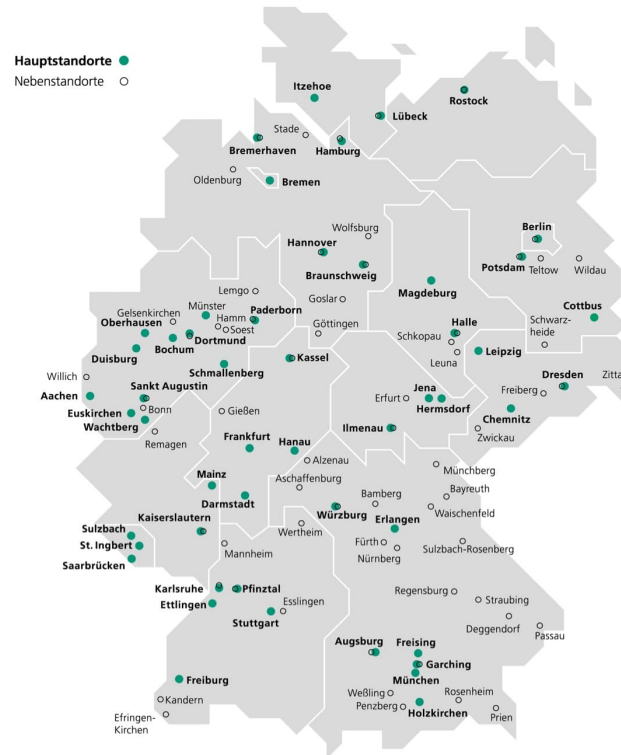 Hauptstandorte
Nebenstandorte
Itzehoe
Rostock
Lübeck
Stade
Bremerhaven
Hamburg
Oldenburg
Bremen
Wolfsburg
Berlin
Hannover
Potsdam
Teltow
Wildau
Braunschweig
Magdeburg
Lemgo
Goslar
Münster
Gelsenkirchen
Paderborn
Cottbus
Hamm
Oberhausen
Soest
Göttingen
Halle
Schwarz-
heide
Dortmund
Bochum
Schkopau
Duisburg
Leipzig
Leuna
Kassel
Schmallenberg
Willich
Dresden
Zitta
Aachen
Sankt Augustin
Jena
Erfurt
Freiberg
Bonn
Hermsdorf
Euskirchen
Gießen
Chemnitz
Wachtberg
Ilmenau
Remagen
Zwickau
Frankfurt
Hanau
Alzenau
Münchberg
Mainz
Aschaffenburg
Darmstadt
Bamberg
Bayreuth
Würzburg
Waischenfeld
Kaiserslautern
Erlangen
Sulzbach
Wertheim
St. Ingbert
Mannheim
Fürth
Nürnberg
Sulzbach-Rosenberg
Saarbrücken
Karlsruhe
Pfinztal
Regensburg
Ettlingen
Esslingen
Straubing
Stuttgart
Deggendorf
Passau
Augsburg
Freising
Garching
München
Freiburg
Weßling
Rosenheim
Kandern
Penzberg
Holzkirchen
Prien
Efringen-
Kirchen